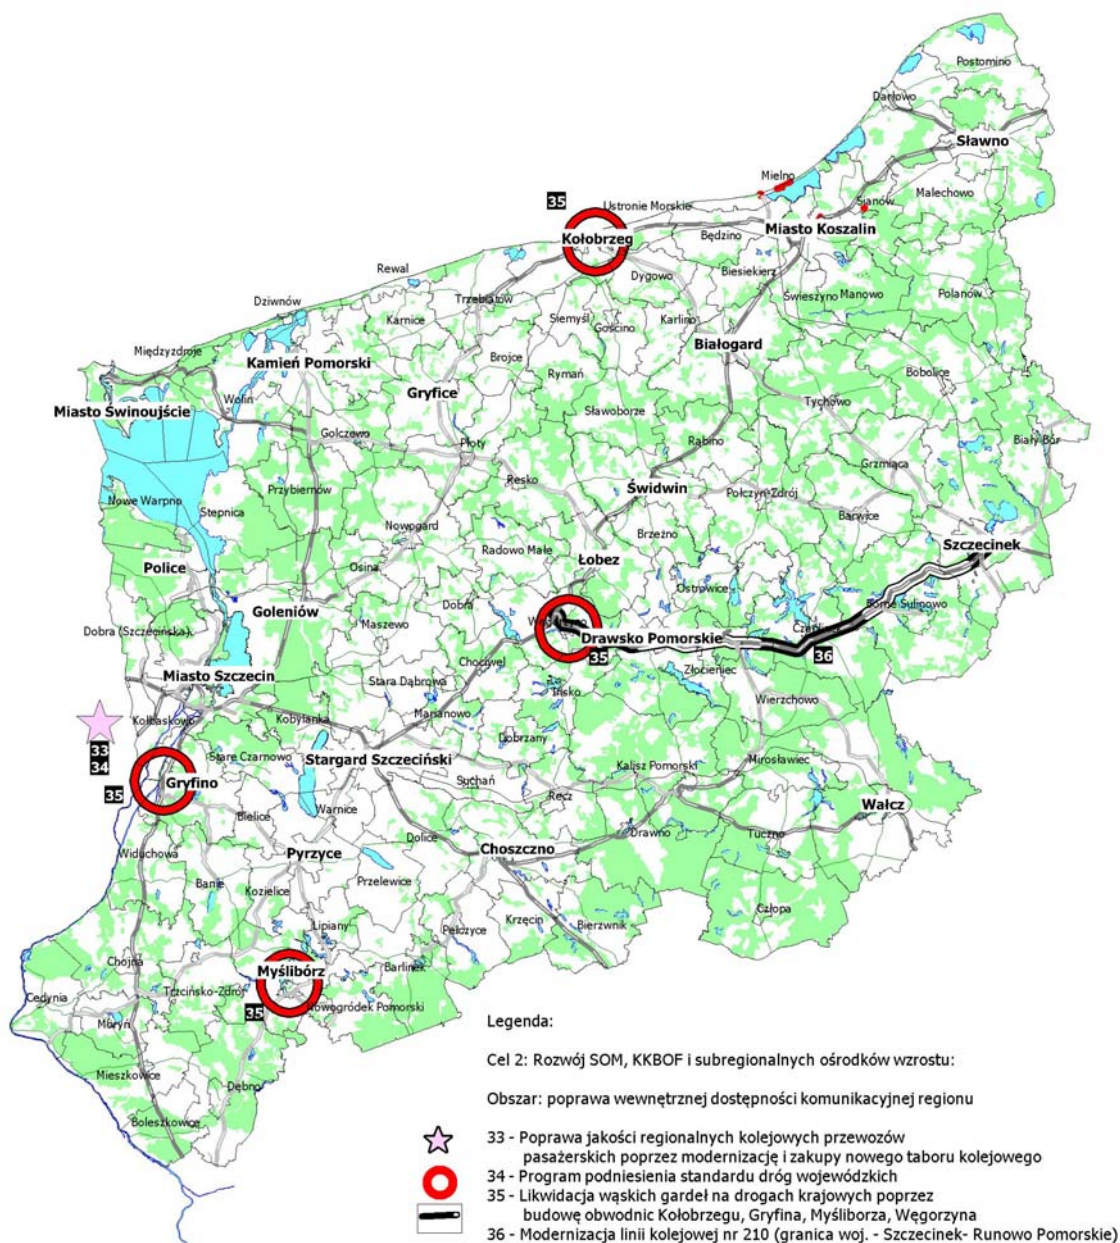 Postomino
Darłowo
Sławno
Mielno
Malechowo
Sianów
35
Ustronie Morskie
Miasto Koszalin
Kołobrzeg
Będzino
Rewal
Dygowo
Biesiekierz
Trzebiatów
Świeszyno
Manowo
Polanów
Dziwnów
Karnice
Siemyśl
Gościno
Karlino
Międzyzdroje
Białogard
Kamień Pomorski
Brojce
Rymań
Bobolice
Wolin
Gryfice
Miasto Świnoujście
Sławoborze
Tychowo
Golczewo
Płoty
Rąbino
Biały Bór
Grzmiąca
Przybiernów
Resko
Świdwin
Połczyn-Zdrój
Nowe Warpno
Stepnica
Barwice
Nowogard
Brzeżno
Radowo Małe
Szczecinek
Łobez
Police
Osina
Ostrowice
Goleniów
Dobra
Borne Sulinowo
Maszewo
Dobra (Szczecińska)
Drawsko Pomorskie
35
36
Chociwel
Złocieniec
Miasto Szczecin
Stara Dąbrowa
Ińsko
Wierzchowo
Marianowo
Kołbaskowo
Kobylanka
Dobrzany
33
34
Stare Czarnowo
Stargard Szczeciński
Kalisz Pomorski
Mirosławiec
Gryfino
Suchań
35
Recz
Wałcz
Bielice
Warnice
Drawno
Tuczno
Dolice
Widuchowa
Pyrzyce
Choszczno
Banie
Kozielice
Przelewice
Człopa
Krzęcin
Bierzwnik
Lipiany
Pełczyce
Chojna
Myślibórz
Barlinek
Cedynia
Trzcińsko-Zdrój
Nowogródek Pomorski
35
Moryń
Mieszkowice
Dębno
Boleszkowice
Legenda:
Cel 2: Rozwój SOM, KKBOF i subregionalnych ośrodków wzrostu:
Obszar: poprawa wewnętrznej dostępności komunikacyjnej regionu
33 - Poprawa jakości regionalnych kolejowych przewozów
pasażerskich poprzez modernizację i zakupy nowego taboru kolejowego
34 - Program podniesienia standardu dróg wojewódzkich
35 - Likwidacja wąskich gardeł na drogach krajowych poprzez
budowę obwodnic Kołobrzegu, Gryfina, Myśliborza, Węgorzyna
36 - Modernizacja linii kolejowej nr 210 (granica woj. - Szczecinek- Runowo Pomorskie)